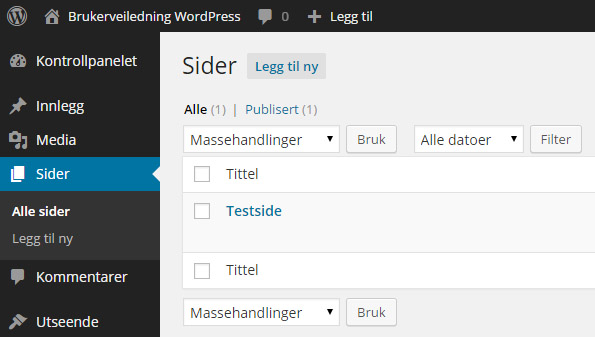 Brukerveiledning WordPress 0 + Legg til
Kontrollpanelet
Innlegg
Media
Sider
Alle sider
Legg til ny
Kommentarer
Utseende
Sider Legg til ny
Alle (1) | Publisert (1)
Massehandlinger Bruk Alle datoer Filter
Tittel
Testside
Tittel
Massehandlinger Bruk